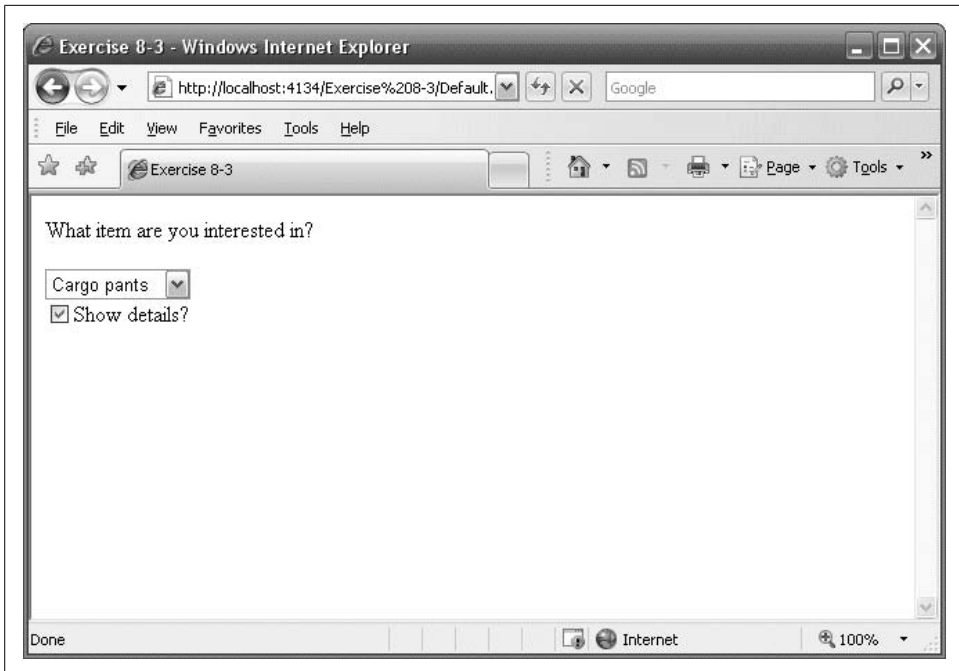 Exercise 8-3 - Windows Internet Explorer
http://localhost:4134/Exercise%208-3/Default.
Google
File Edit View Favorites Tools Help
Exercise 8-3
Page Tools »
What item are you interested in?
Cargo pants
Show details?
Done
Internet
100%